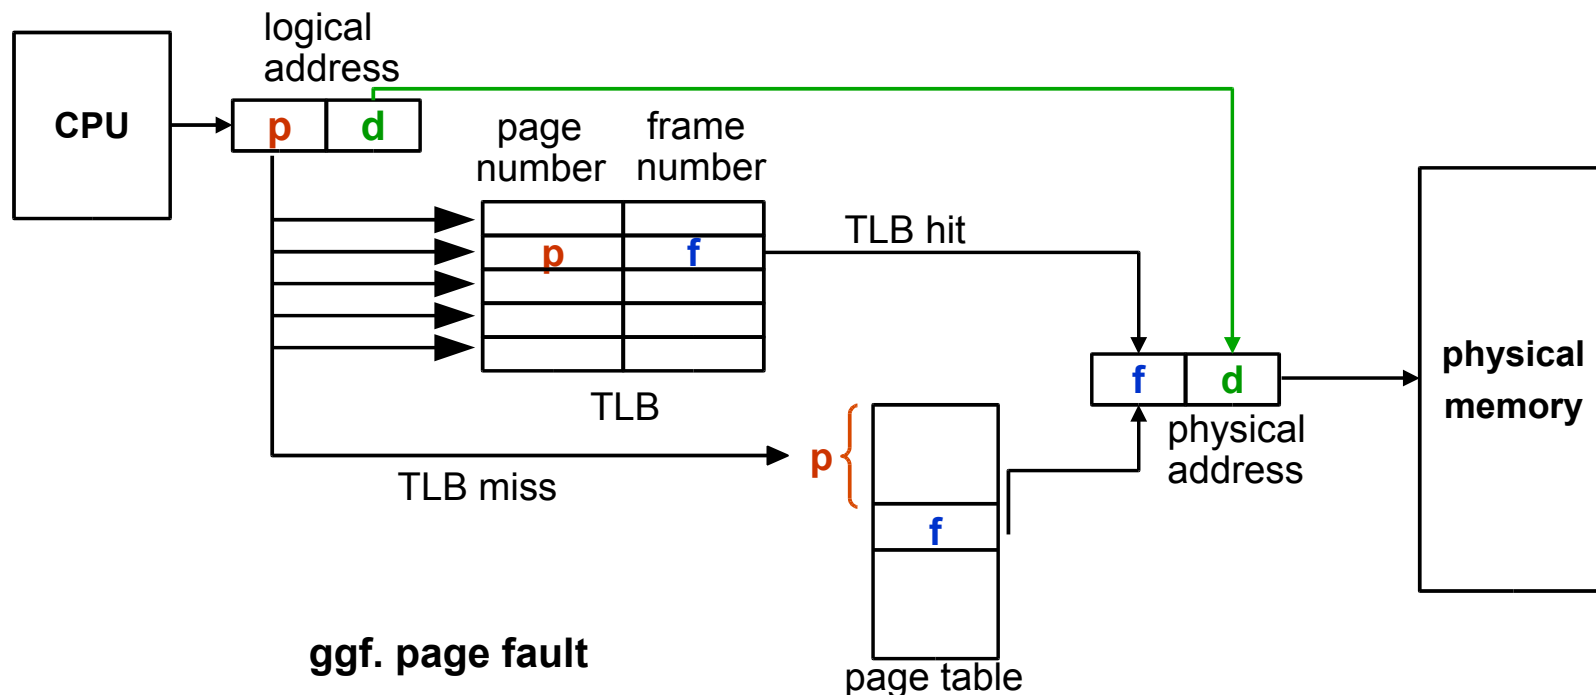 logical
address
CPU
p
d
page
number
frame
number
p
f
TLB hit
TLB
TLB miss
p
f
page table
f
d
physical
address
physical
memory
ggf. page fault